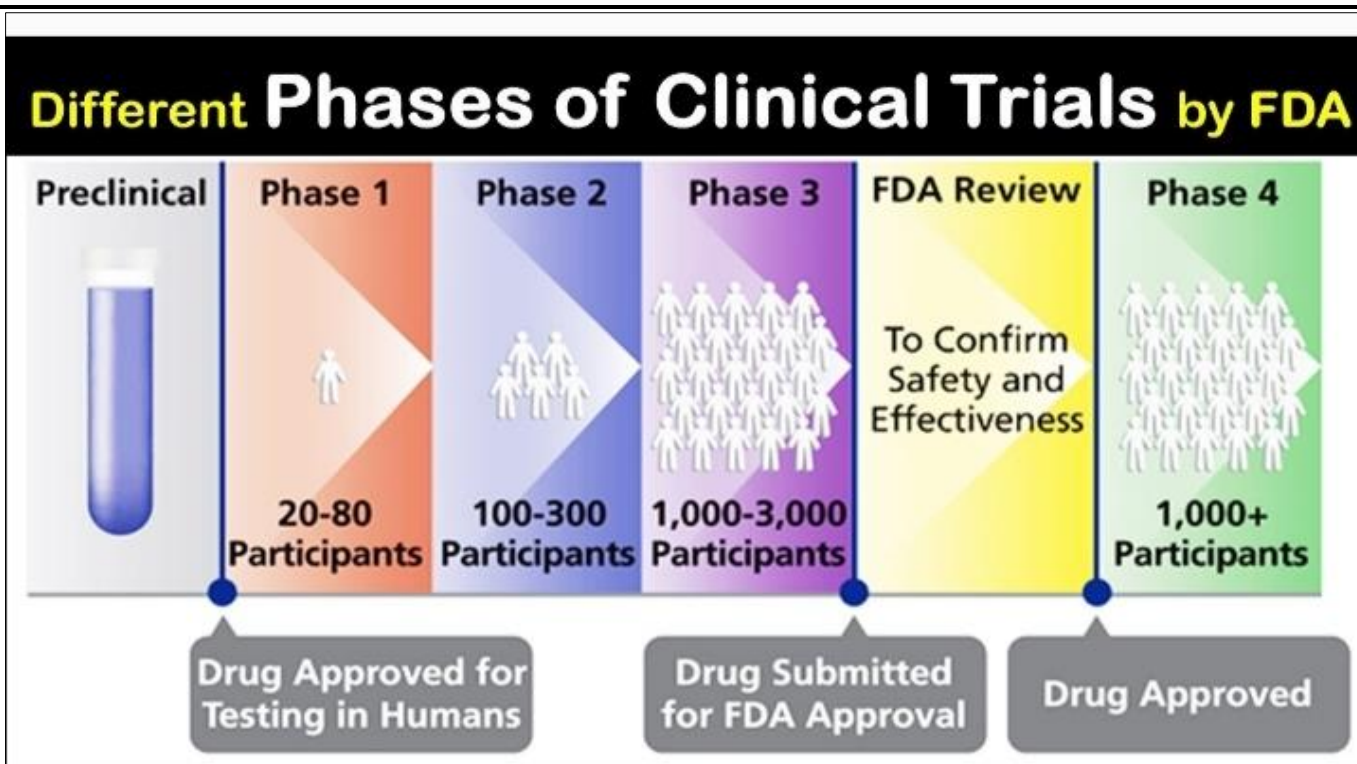 Different Phases of Clinical Trials by FDA
Preclinical
Phase 1
20-80
Participants
Phase 2
100-300
Participants
Phase 3
1,000-3,000
Participants
FDA Review
To Confirm
Safety and
Effectiveness
Phase 4
1,000+
Participants
Drug Approved for
Testing in Humans
Drug Submitted
for FDA Approval
Drug Approved